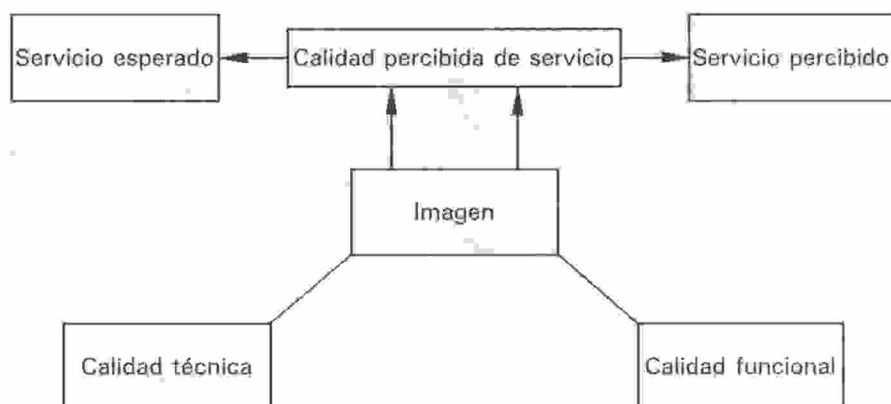 Servicio esperado
Calidad percibida de servicio
Servicio percibido
Imagen
Calidad técnica
Calidad funcional